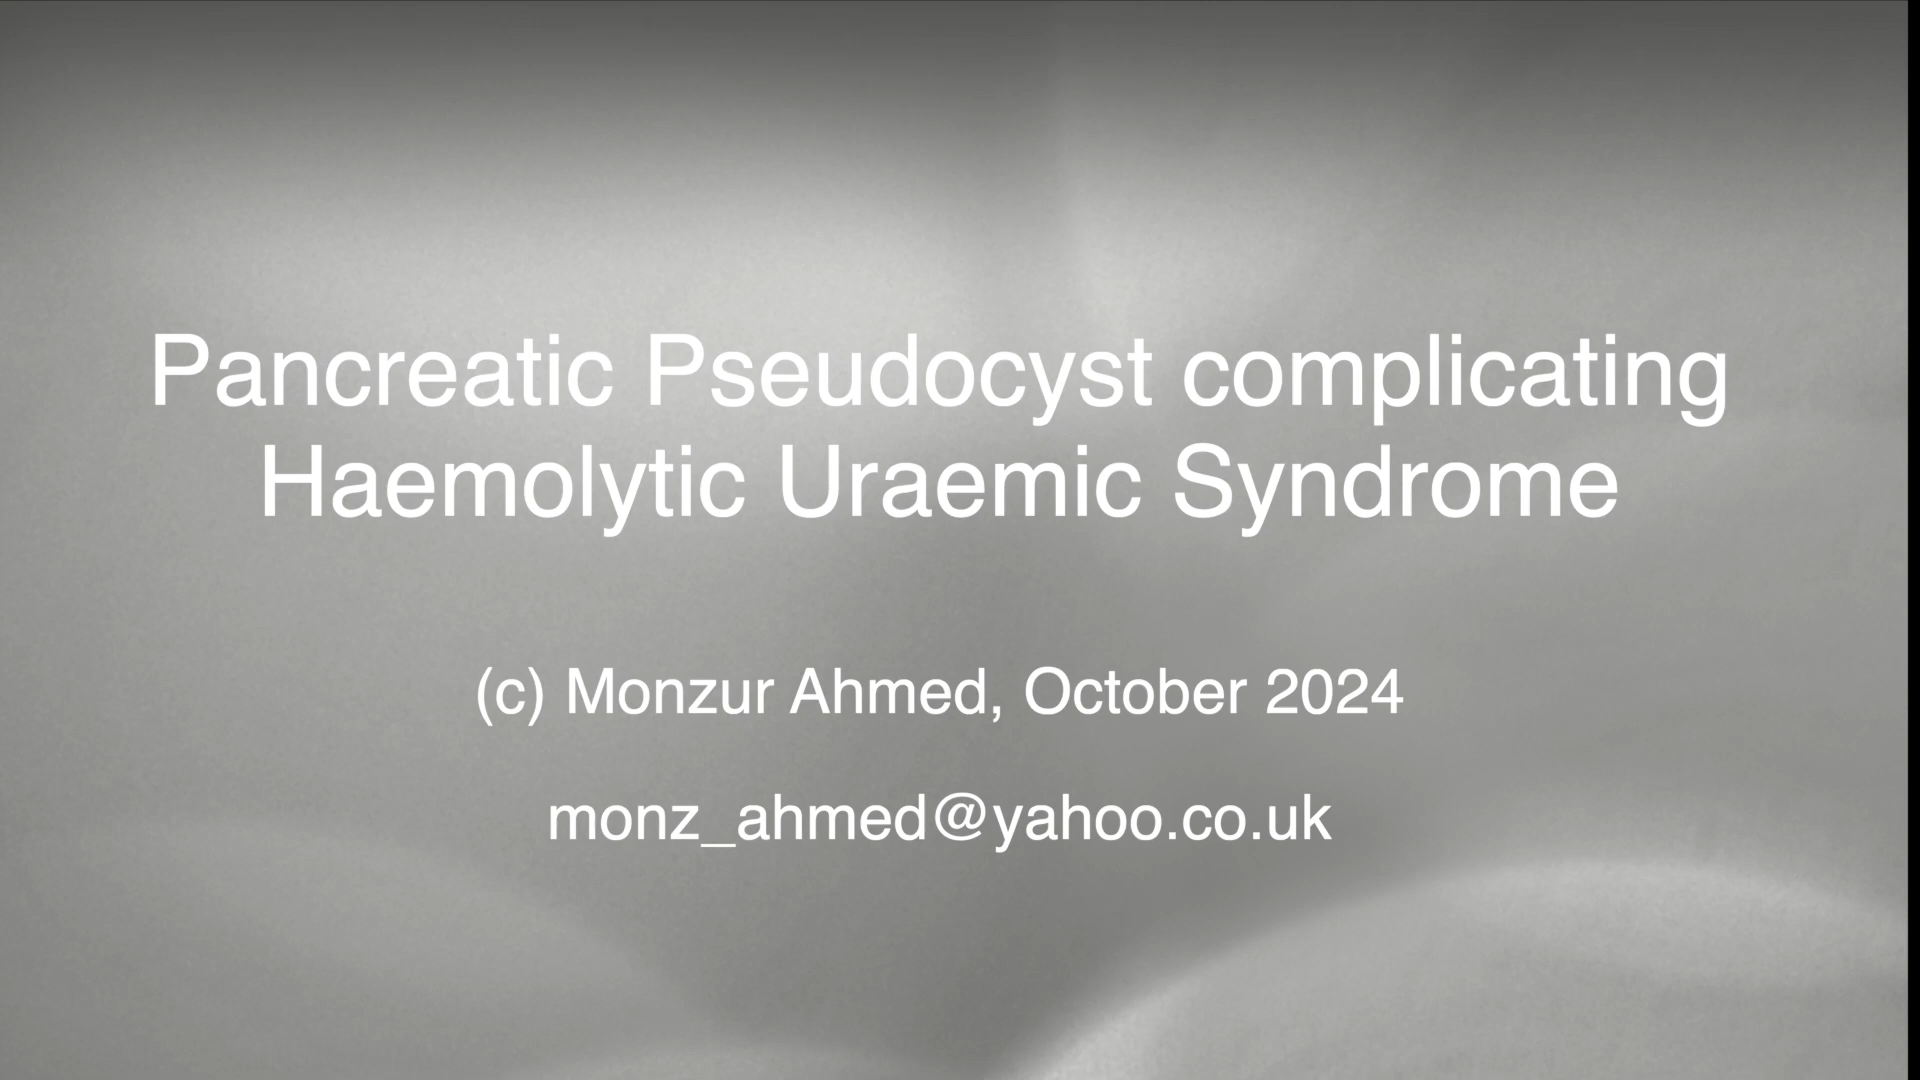 Pancreatic Pseudocyst complicating
Haemolytic Uraemic Syndrome
(c) Monzur Ahmed, October 2024
monz_ahmed@yahoo.co.uk